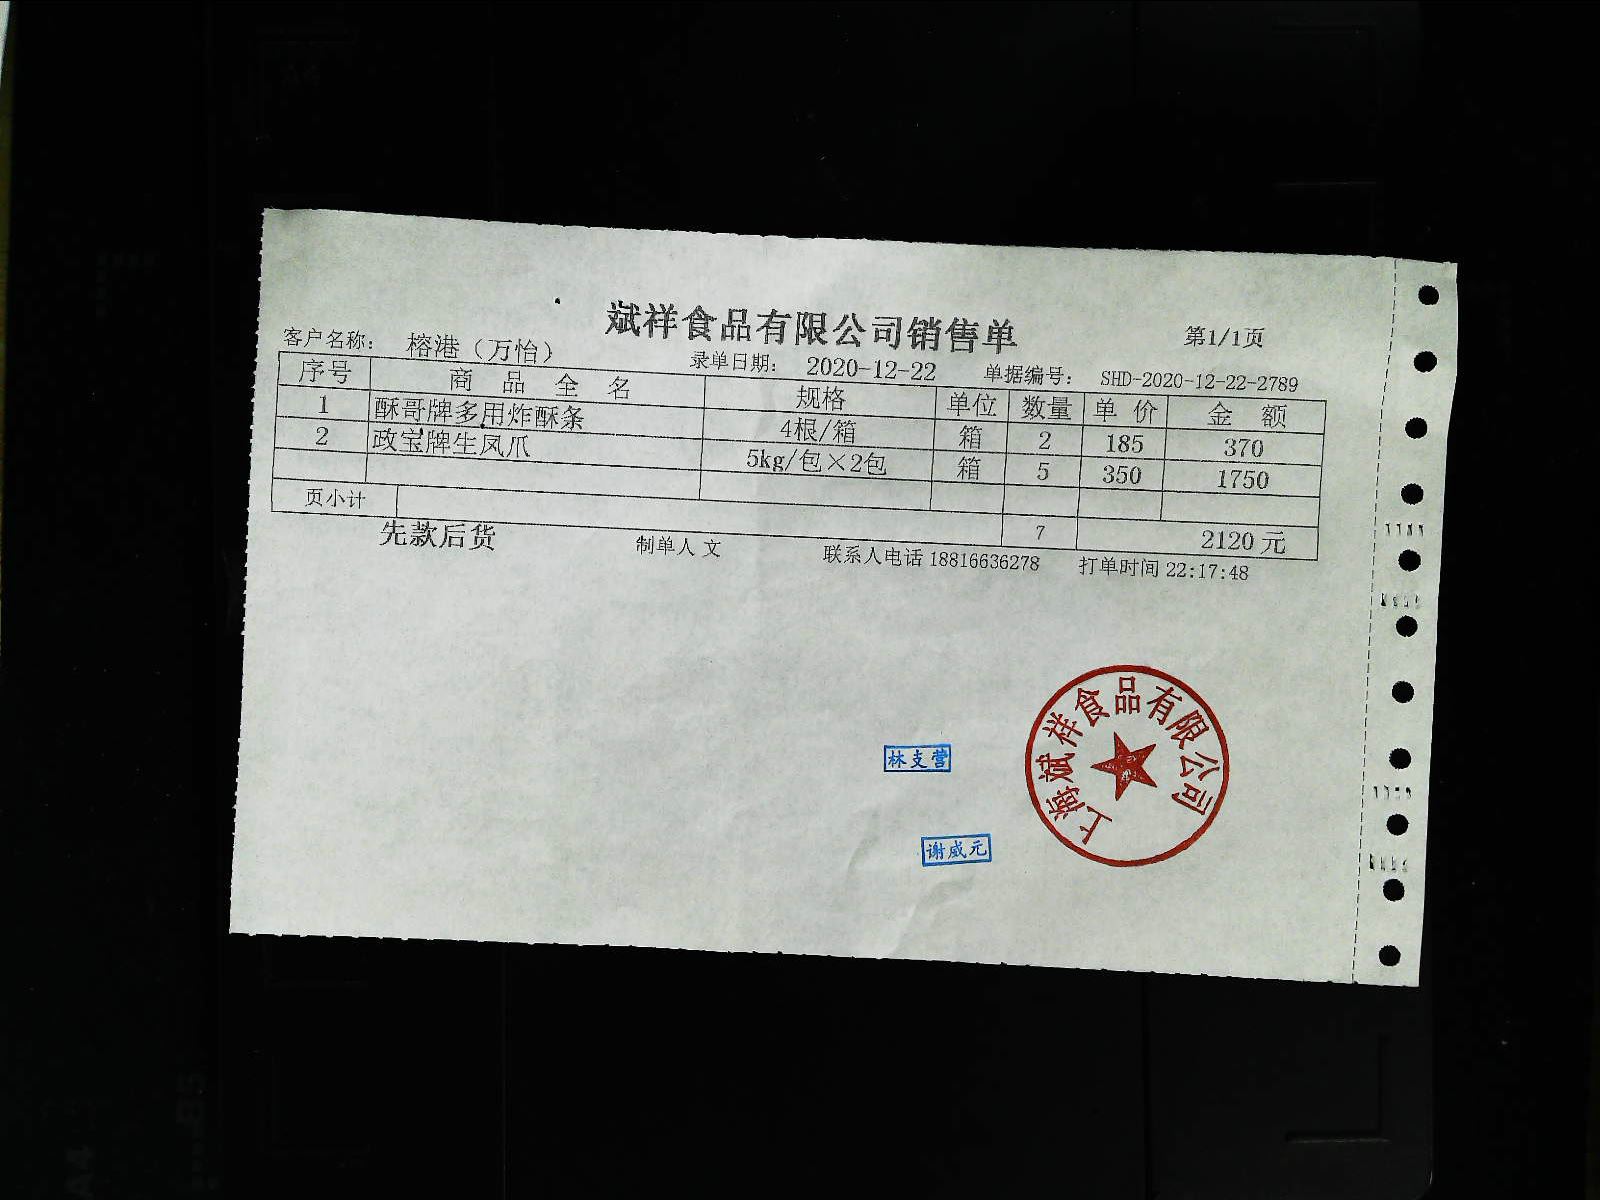 斌祥食品有限公司销售单
第1/1页
客户名称： 榕港（万怡） 录单日期： 2020-12-22 单据编号： SHD-2020-12-22-2789
序号 商品全名 规格 单位 数量 单价 金额
1 酥哥牌多用炸酥条 4根/箱 箱 2 185 370
2 政宝牌生凤爪 5kg/包×2包 箱 5 350 1750
页小计 7 2120 元
先款后货 制单人 文 联系人电话 18816636278 打单时间 22:17:48
上海斌祥食品有限公司
林支营
谢威元